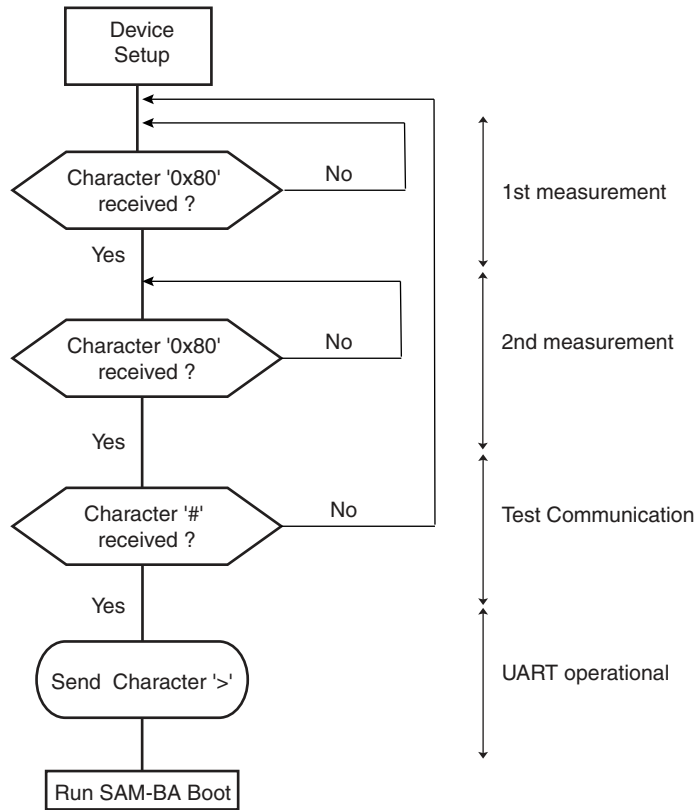 Device
Setup
Character '0x80'
received ?
No
1st measurement
Yes
Character '0x80'
received ?
No
2nd measurement
Yes
Character '#'
received ?
No
Test Communication
Yes
Send Character '>'
UART operational
Run SAM-BA Boot